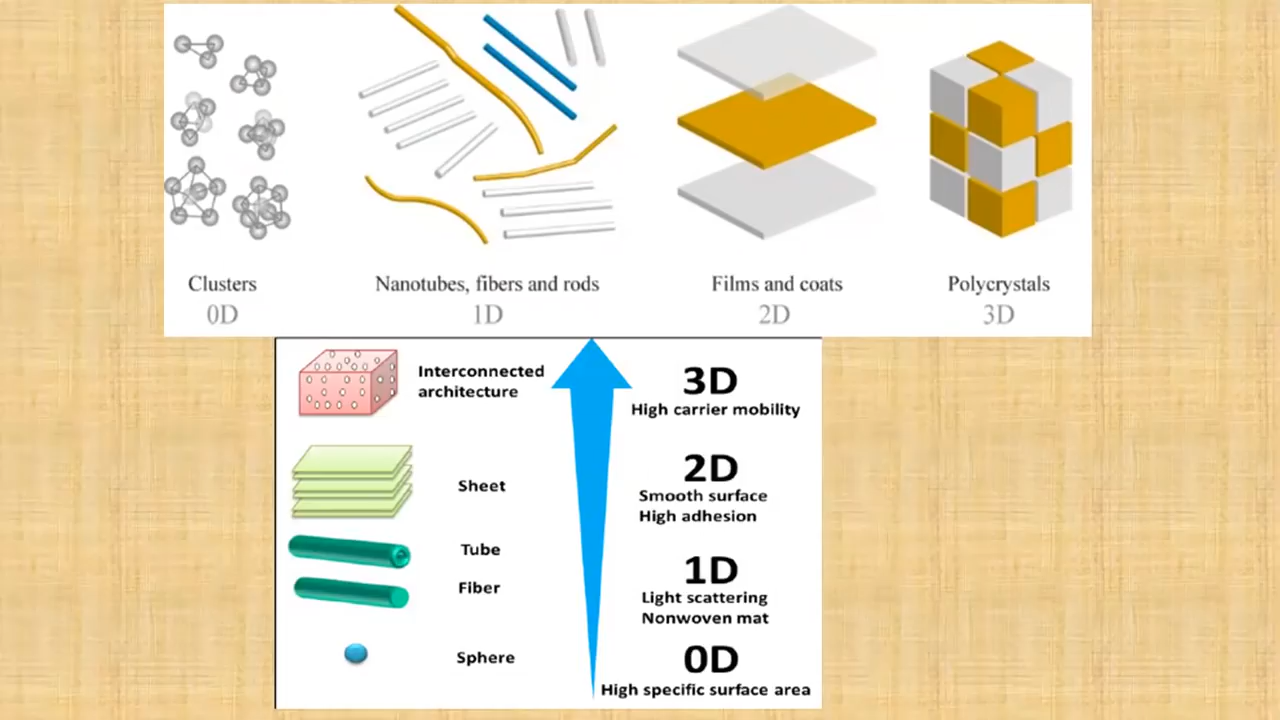 Clusters
0D
Nanotubes, fibers and rods
1D
Films and coats
2D
Polycrystals
3D
Interconnected
architecture
3D
High carrier mobility
Sheet
2D
Smooth surface
High adhesion
Tube
Fiber
1D
Light scattering
Nonwoven mat
Sphere
0D
High specific surface area